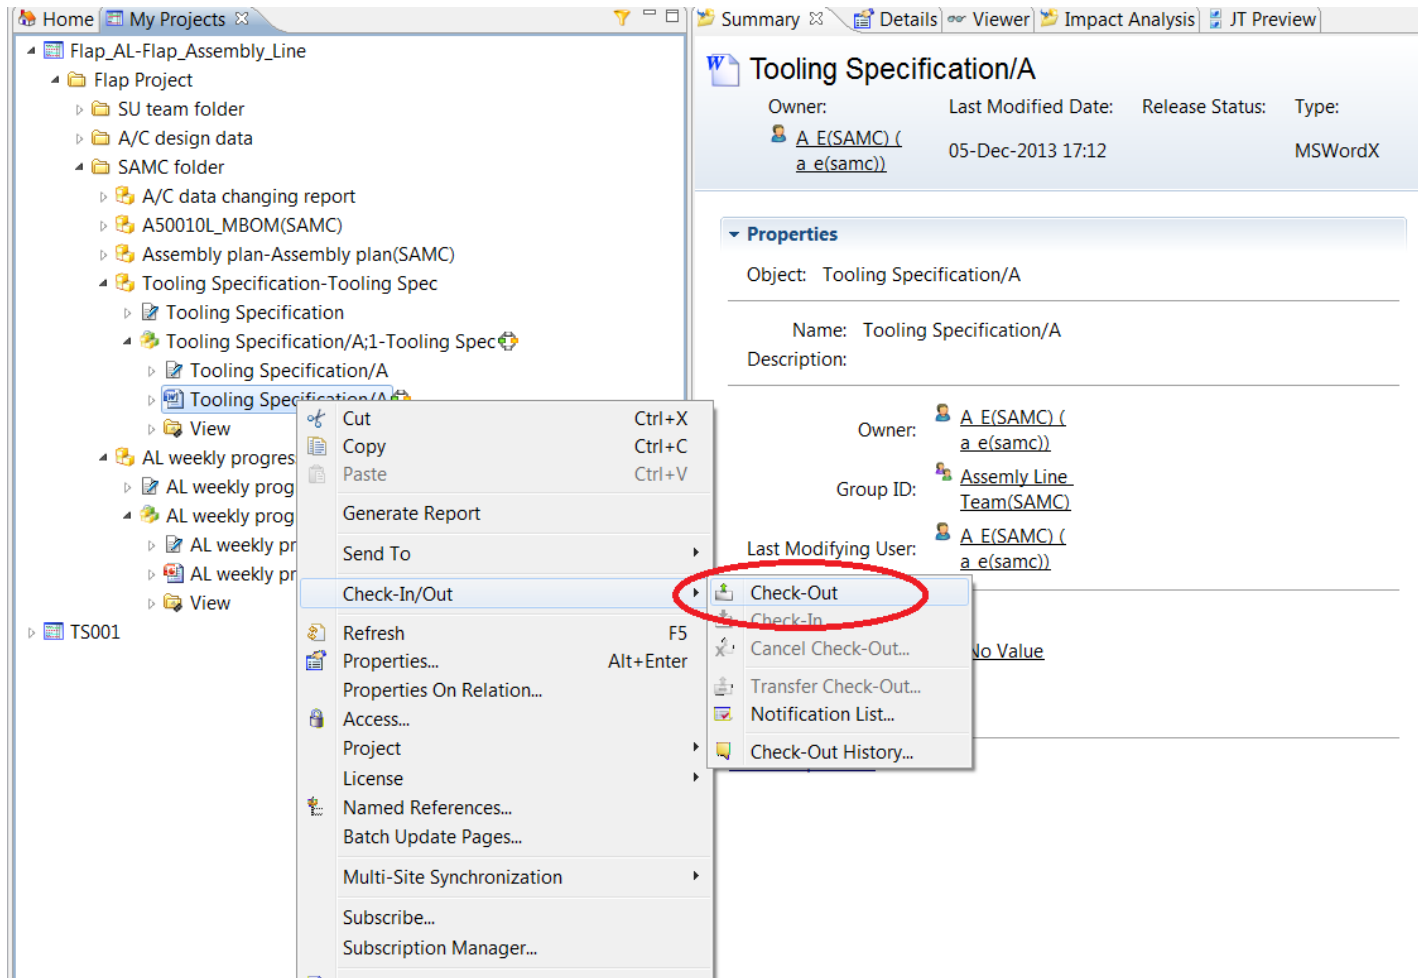 Home
My Projects
Flap_AL-Flap_Assembly_Line
Flap Project
SU team folder
A/C design data
SAMC folder
A/C data changing report
A50010L_MBOM(SAMC)
Assembly plan-Assembly plan(SAMC)
Tooling Specification-Tooling Spec
Tooling Specification
Tooling Specification/A;1-Tooling Spec
Tooling Specification/A
Tooling Specification/A
View
AL weekly progres
AL weekly prog
AL weekly prog
AL weekly pr
AL weekly pr
View
TS001
Cut Ctrl+X
Copy Ctrl+C
Paste Ctrl+V
Generate Report
Send To
Check-In/Out
Refresh F5
Properties... Alt+Enter
Properties On Relation...
Access...
Project
License
Named References...
Batch Update Pages...
Multi-Site Synchronization
Subscribe...
Subscription Manager...
Check-Out
Check-In
Cancel Check-Out...
Transfer Check-Out...
Notification List...
Check-Out History...
Summary
Details
Viewer
Impact Analysis
JT Preview
Tooling Specification/A
Owner: Last Modified Date: Release Status: Type:
A_E(SAMC) (
a_e(samc))
05-Dec-2013 17:12
MSWordX
Properties
Object: Tooling Specification/A
Name: Tooling Specification/A
Description:
Owner:
A_E(SAMC) (
a_e(samc))
Group ID:
Assemly Line
Team(SAMC)
Last Modifying User:
A_E(SAMC) (
a_e(samc))
No Value